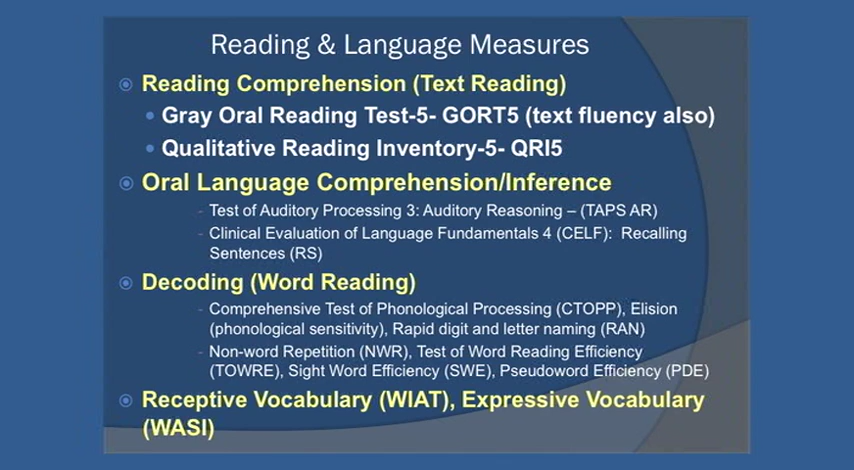 Reading & Language Measures
Reading Comprehension (Text Reading)
Gray Oral Reading Test-5- GORT5 (text fluency also)
Qualitative Reading Inventory-5- QRI5
Oral Language Comprehension/Inference
- Test of Auditory Processing 3: Auditory Reasoning – (TAPS AR)
- Clinical Evaluation of Language Fundamentals 4 (CELF): Recalling
Sentences (RS)
Decoding (Word Reading)
- Comprehensive Test of Phonological Processing (CTOPP), Elision
(phonological sensitivity), Rapid digit and letter naming (RAN)
- Non-word Repetition (NWR), Test of Word Reading Efficiency
(TOWRE), Sight Word Efficiency (SWE), Pseudoword Efficiency (PDE)
Receptive Vocabulary (WIAT), Expressive Vocabulary
(WASI)